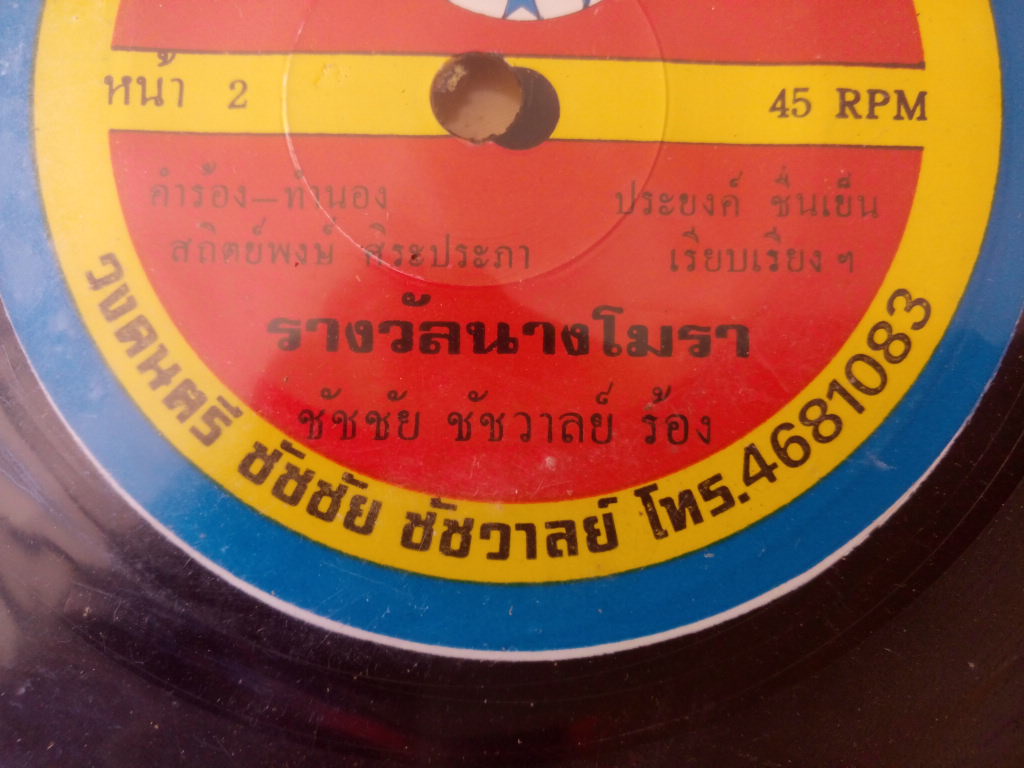 หน้า 2
45 RPM
คำร้อง—ทำนอง
สถิตย์พงษ์ ศิระประภา
ประยงค์ ชื่นเย็น
เรียบเรียง ๆ
รางวัลนางโมรา
ชัชชัย ชัชวาลย์ ร้อง
วงดนตรี ชัชชัย ชัชวาลย์ โทร.4681083